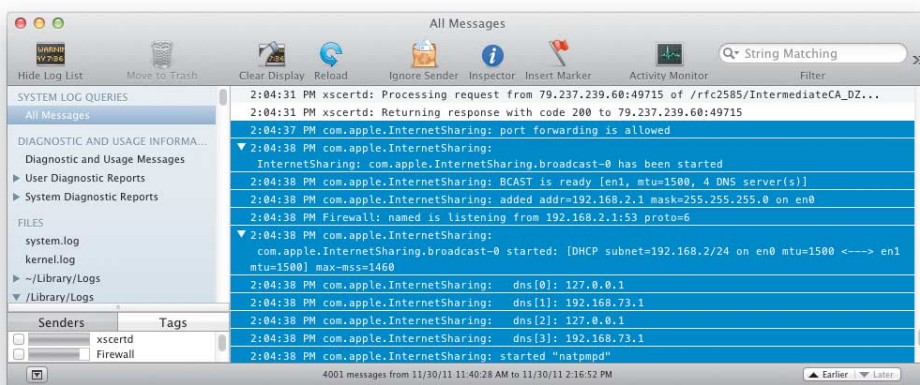 All Messages
WARNIN
AY 7:36
7:36
Hide Log List
Move to Trash
Clear Display
Reload
Ignore Sender
Inspector
Insert Marker
Activity Monitor
String Matching
Filter
SYSTEM LOG QUERIES
All Messages
DIAGNOSTIC AND USAGE INFORMA...
Diagnostic and Usage Messages
User Diagnostic Reports
System Diagnostic Reports
FILES
system.log
kernel.log
~/Library/Logs
/Library/Logs
Senders
Tags
xscertd
Firewall
2:04:31 PM xscertd: Processing request from 79.237.239.60:49715 of /rfc2585/IntermediateCA_DZ...
2:04:31 PM xscertd: Returning response with code 200 to 79.237.239.60:49715
2:04:37 PM com.apple.InternetSharing: port forwarding is allowed
2:04:38 PM com.apple.InternetSharing:
InternetSharing: com.apple.InternetSharing.broadcast-0 has been started
2:04:38 PM com.apple.InternetSharing: BCAST is ready [en1, mtu=1500, 4 DNS server(s)]
2:04:38 PM com.apple.InternetSharing: added addr=192.168.2.1 mask=255.255.255.0 on en0
2:04:38 PM Firewall: named is listening from 192.168.2.1:53 proto=6
2:04:38 PM com.apple.InternetSharing:
com.apple.InternetSharing.broadcast-0 started: [DHCP subnet=192.168.2/24 on en0 mtu=1500 <---> en1
mtu=1500] max-mss=1460
2:04:38 PM com.apple.InternetSharing: dns[0]: 127.0.0.1
2:04:38 PM com.apple.InternetSharing: dns[1]: 192.168.73.1
2:04:38 PM com.apple.InternetSharing: dns[2]: 127.0.0.1
2:04:38 PM com.apple.InternetSharing: dns[3]: 192.168.73.1
2:04:38 PM com.apple.InternetSharing: started "natpmpd"
4001 messages from 11/30/11 11:40:28 AM to 11/30/11 2:16:52 PM
Earlier
Later